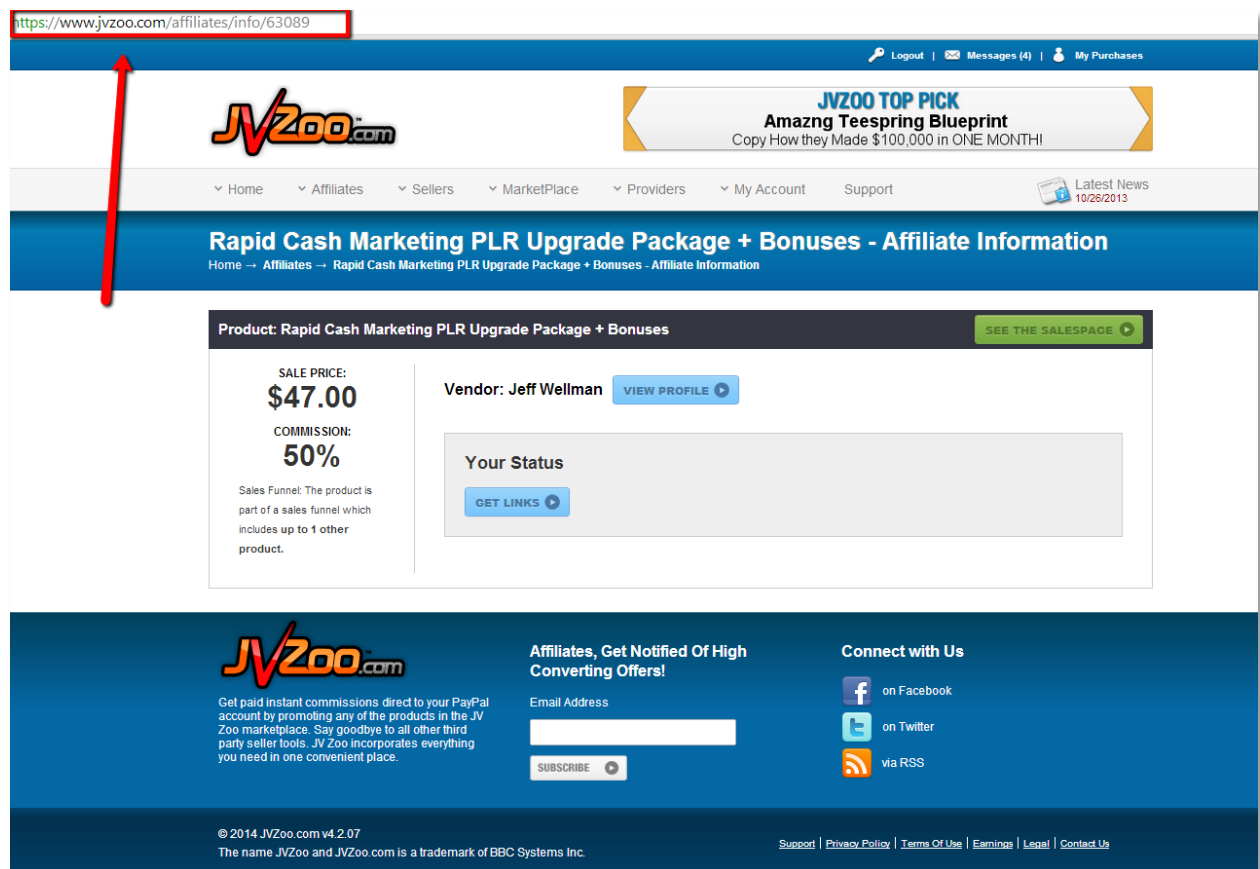 https://www.jvzoo.com/affiliates/info/63089
Logout | Messages (4) | My Purchases
JVZoo.com
JVZOO TOP PICK
Amazng Teespring Blueprint
Copy How they Made $100,000 in ONE MONTH!
Home Affiliates Sellers MarketPlace Providers My Account Support
Latest News
10/26/2013
Rapid Cash Marketing PLR Upgrade Package + Bonuses - Affiliate Information
Home → Affiliates → Rapid Cash Marketing PLR Upgrade Package + Bonuses - Affiliate Information
Product: Rapid Cash Marketing PLR Upgrade Package + Bonuses
SEE THE SALESPAGE
SALE PRICE:
$47.00
COMMISSION:
50%
Sales Funnel: The product is
part of a sales funnel which
includes up to 1 other
product.
Vendor: Jeff Wellman VIEW PROFILE
Your Status
GET LINKS
JVZoo.com
Get paid instant commissions direct to your PayPal
account by promoting any of the products in the JV
Zoo marketplace. Say goodbye to all other third
party seller tools. JV Zoo incorporates everything
you need in one convenient place.
Affiliates, Get Notified Of High
Converting Offers!
Email Address
SUBSCRIBE
Connect with Us
on Facebook
on Twitter
via RSS
© 2014 JVZoo.com v4.2.07
The name JVZoo and JVZoo.com is a trademark of BBC Systems Inc.
Support | Privacy Policy | Terms Of Use | Earnings | Legal | Contact Us